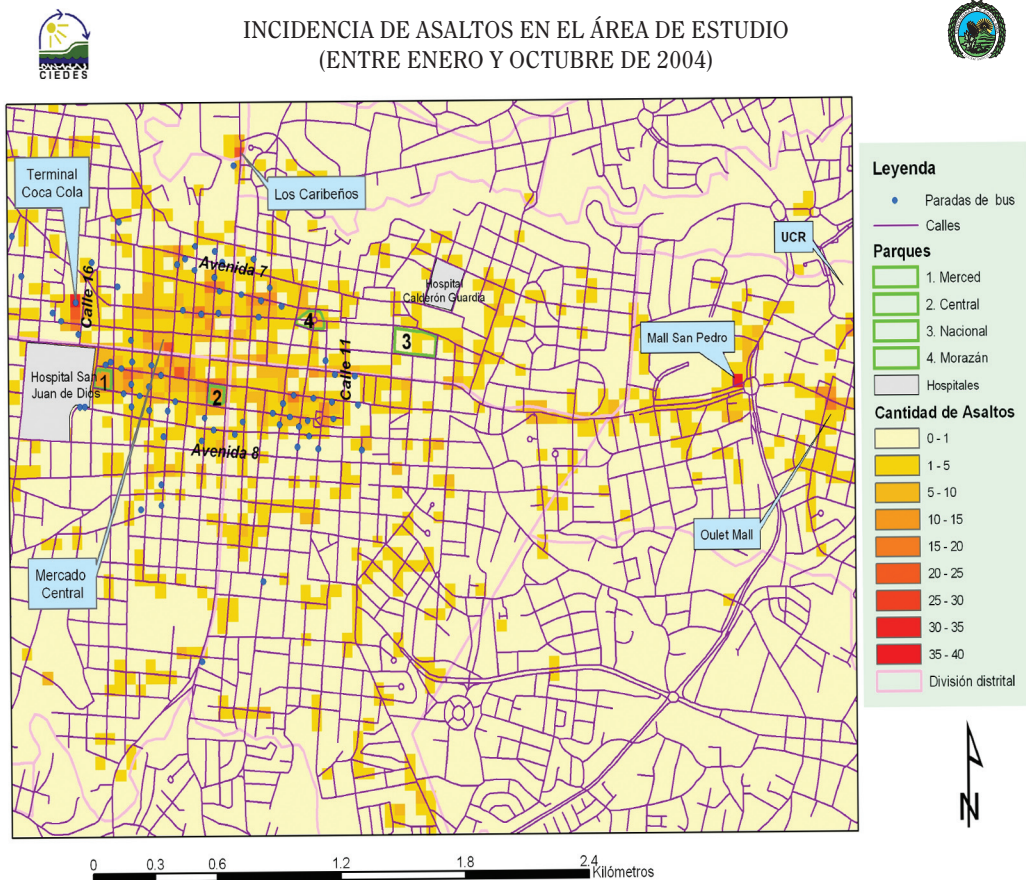 INCIDENCIA DE ASALTOS EN EL ÁREA DE ESTUDIO
(ENTRE ENERO Y OCTUBRE DE 2004)
CIEDES
Terminal
Coca Cola
Los Caribeños
Calle 16
Avenida 7
Hospital
Calderón Guardia
UCR
4
3
Mall San Pedro
Calle 11
Hospital San
Juan de Dios
1
2
Avenida 8
Oulet Mall
Mercado
Central
Leyenda
Paradas de bus
Calles
Parques
1. Merced
2. Central
3. Nacional
4. Morazán
Hospitales
Cantidad de Asaltos
0 - 1
1 - 5
5 - 10
10 - 15
15 - 20
20 - 25
25 - 30
30 - 35
35 - 40
División distrital
N
0 0.3 0.6 1.2 1.8 2.4
Kilómetros